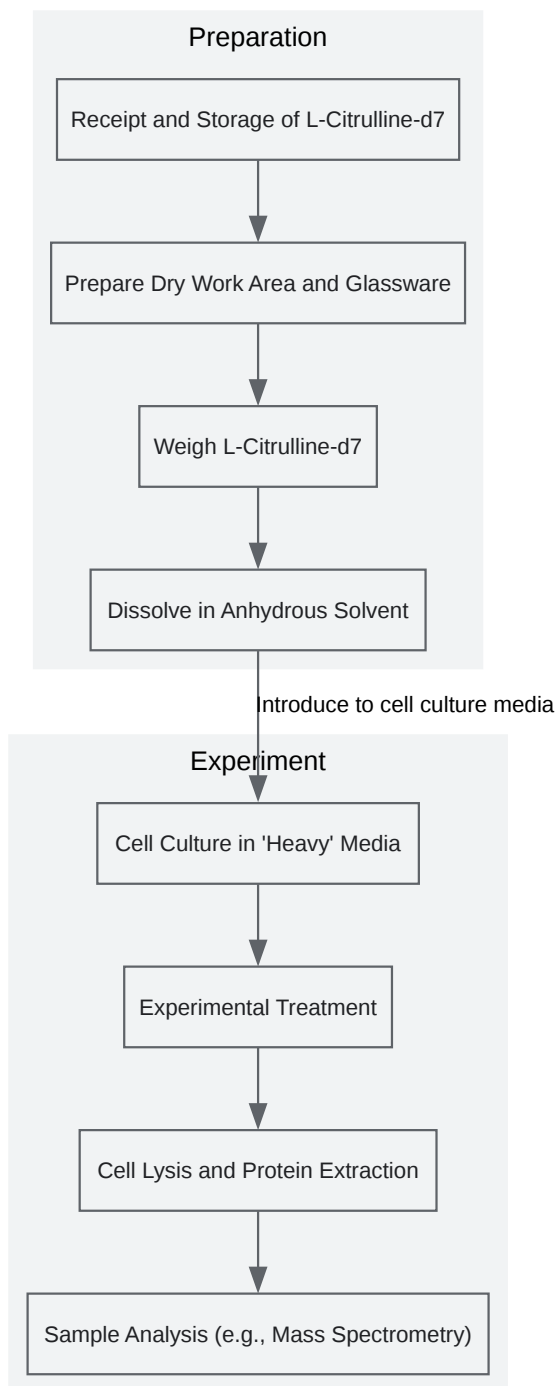 Preparation
Receipt and Storage of L-Citrulline-d7
Prepare Dry Work Area and Glassware
Weigh L-Citrulline-d7
Dissolve in Anhydrous Solvent
Introduce to cell culture media
Experiment
Cell Culture in 'Heavy' Media
Experimental Treatment
Cell Lysis and Protein Extraction
Sample Analysis (e.g., Mass Spectrometry)